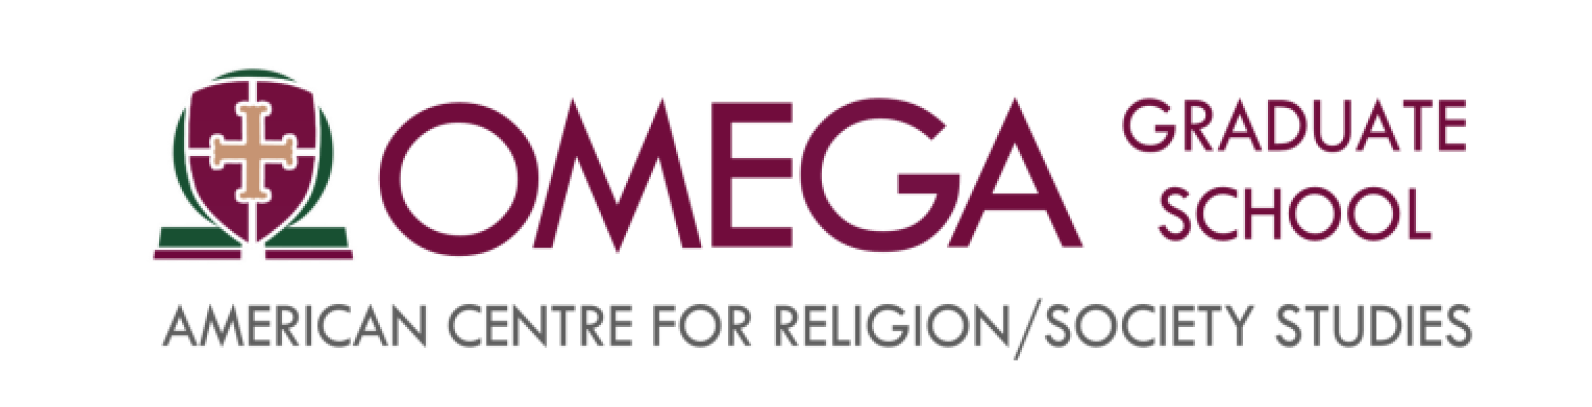 OMEGA
GRADUATE
SCHOOL
AMERICAN CENTRE FOR RELIGION/SOCIETY STUDIES